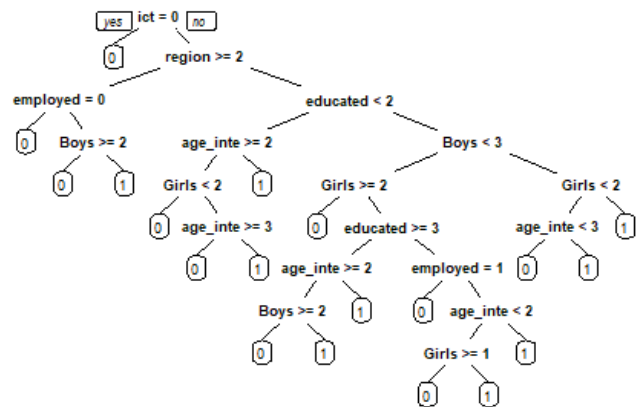 yes ict = 0 no
0 region >= 2
employed = 0 educated < 2
0 Boys >= 2 age_inte >= 2 Boys < 3
0 1 Girls < 2 1 Girls >= 2 Girls < 2
0 age_inte >= 3 0 educated >= 3 age_inte < 3 1
0 1 age_inte >= 2 employed = 1 0 1
Boys >= 2 1 0 age_inte < 2
0 1 Girls >= 1 1
0 1